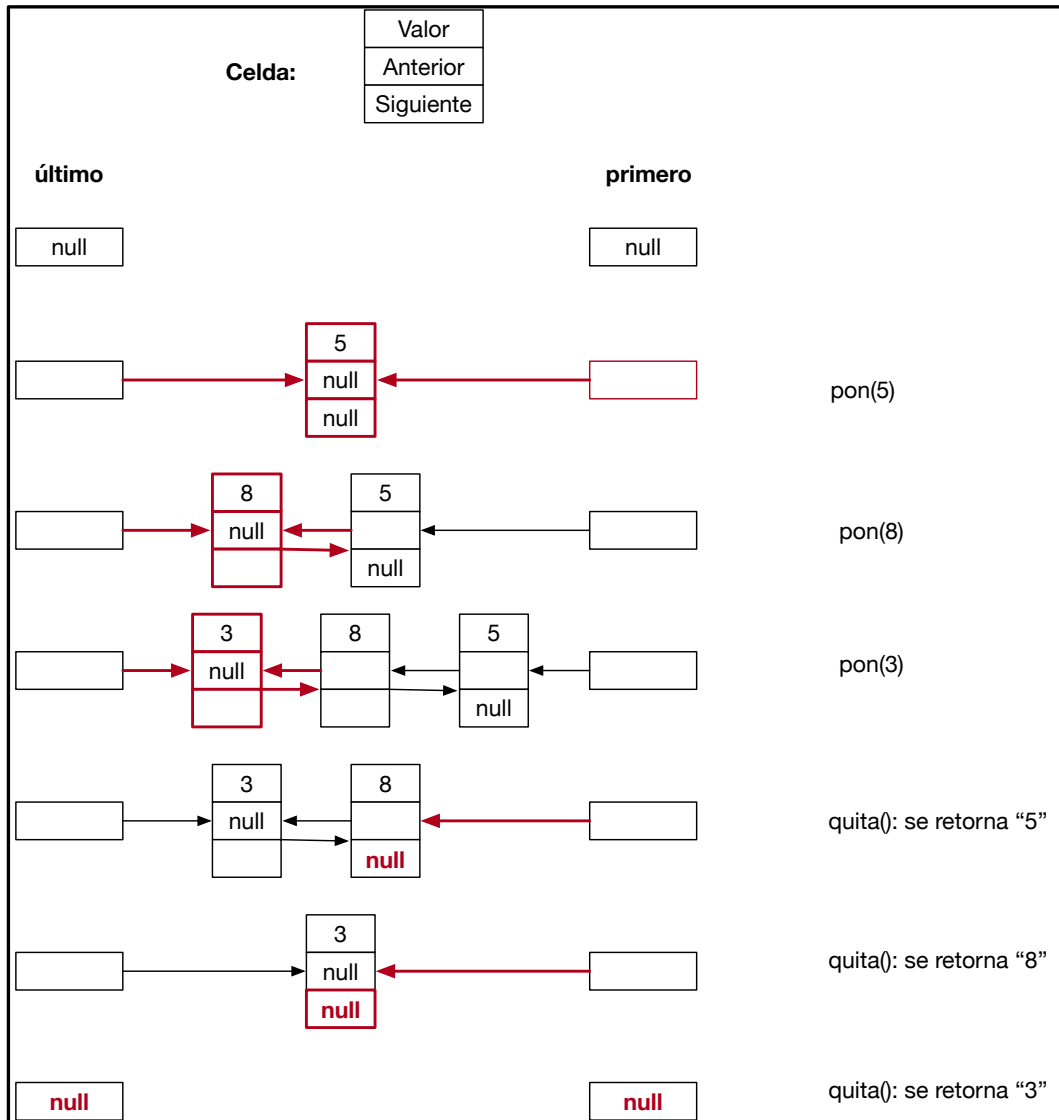 Valor
Celda:
Anterior
Siguiente
último
primero
null
null
5
null
null
pon(5)
8
5
null
null
pon(8)
3
8
5
null
null
pon(3)
3
8
null
null
quita(): se retorna “5”
3
null
null
quita(): se retorna “8”
null
null
quita(): se retorna “3”